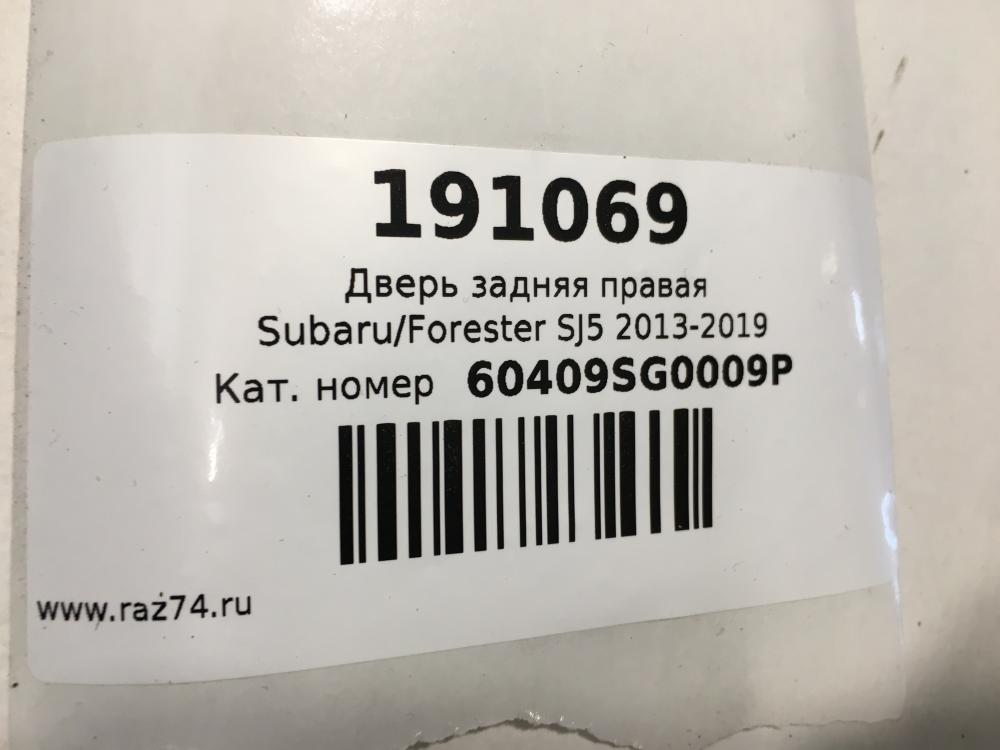 191069
Дверь задняя правая
Subaru/Forester SJ5 2013-2019
Кат. номер 60409SG0009P
www.raz74.ru